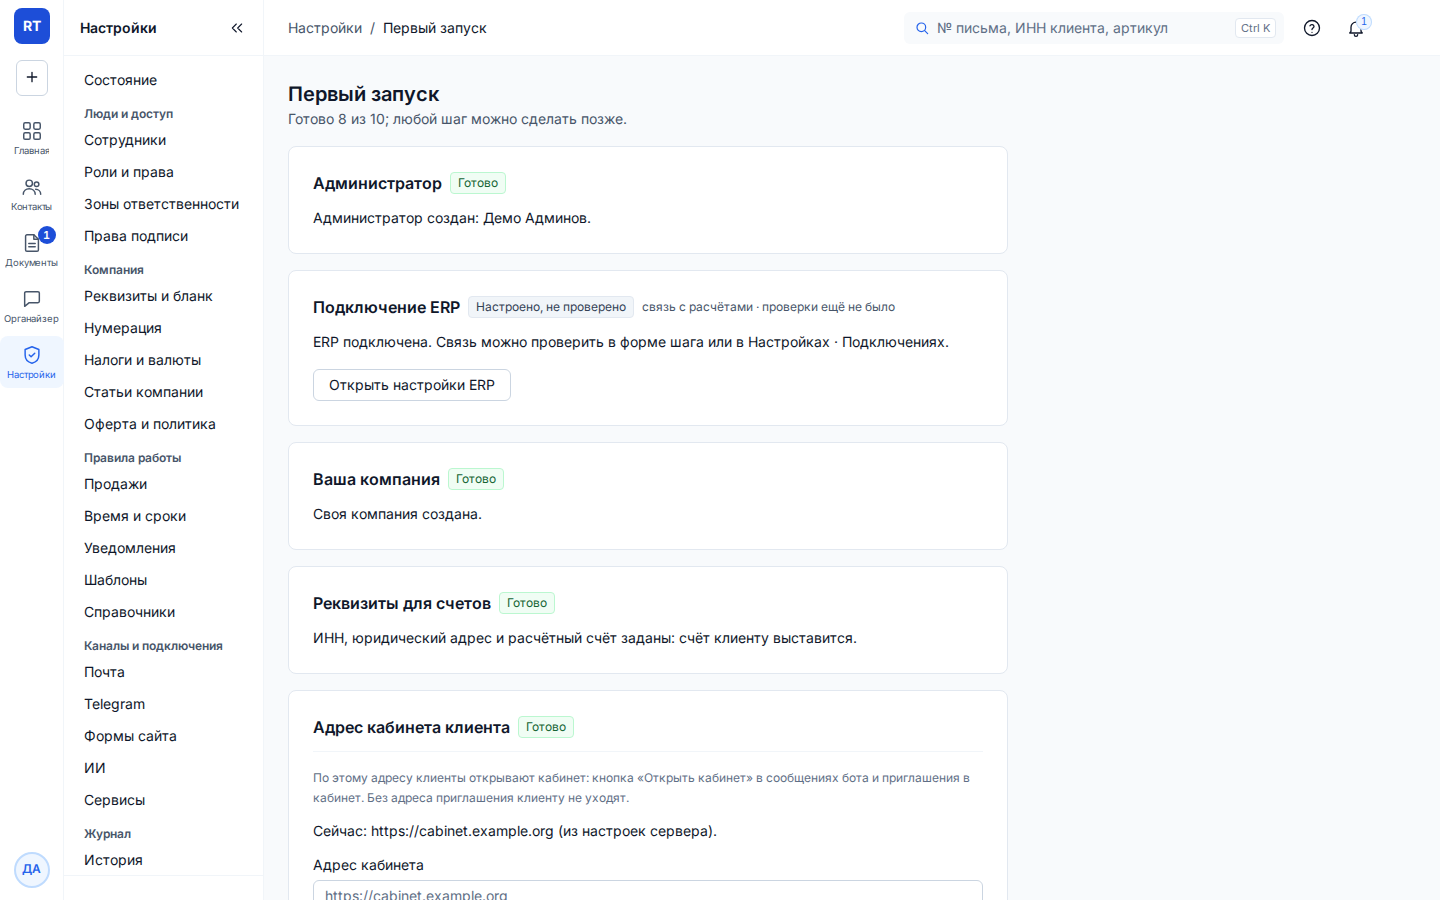 RT
Настройки
Настройки / Первый запуск
№ письма, ИНН клиента, артикул
Ctrl K
1
Главная
Контакты
1
Документы
Органайзер
Настройки
ДА
Состояние
Люди и доступ
Сотрудники
Роли и права
Зоны ответственности
Права подписи
Компания
Реквизиты и бланк
Нумерация
Налоги и валюты
Статьи компании
Оферта и политика
Правила работы
Продажи
Время и сроки
Уведомления
Шаблоны
Справочники
Каналы и подключения
Почта
Telegram
Формы сайта
ИИ
Сервисы
Журнал
История
Первый запуск
Готово 8 из 10; любой шаг можно сделать позже.
Администратор Готово
Администратор создан: Демо Админов.
Подключение ERP Настроено, не проверено связь с расчётами · проверки ещё не было
ERP подключена. Связь можно проверить в форме шага или в Настройках · Подключениях.
Открыть настройки ERP
Ваша компания Готово
Своя компания создана.
Реквизиты для счетов Готово
ИНН, юридический адрес и расчётный счёт заданы: счёт клиенту выставится.
Адрес кабинета клиента Готово
По этому адресу клиенты открывают кабинет: кнопка «Открыть кабинет» в сообщениях бота и приглашения в
кабинет. Без адреса приглашения клиенту не уходят.
Сейчас: https://cabinet.example.org (из настроек сервера).
Адрес кабинета
https://cabinet.example.org